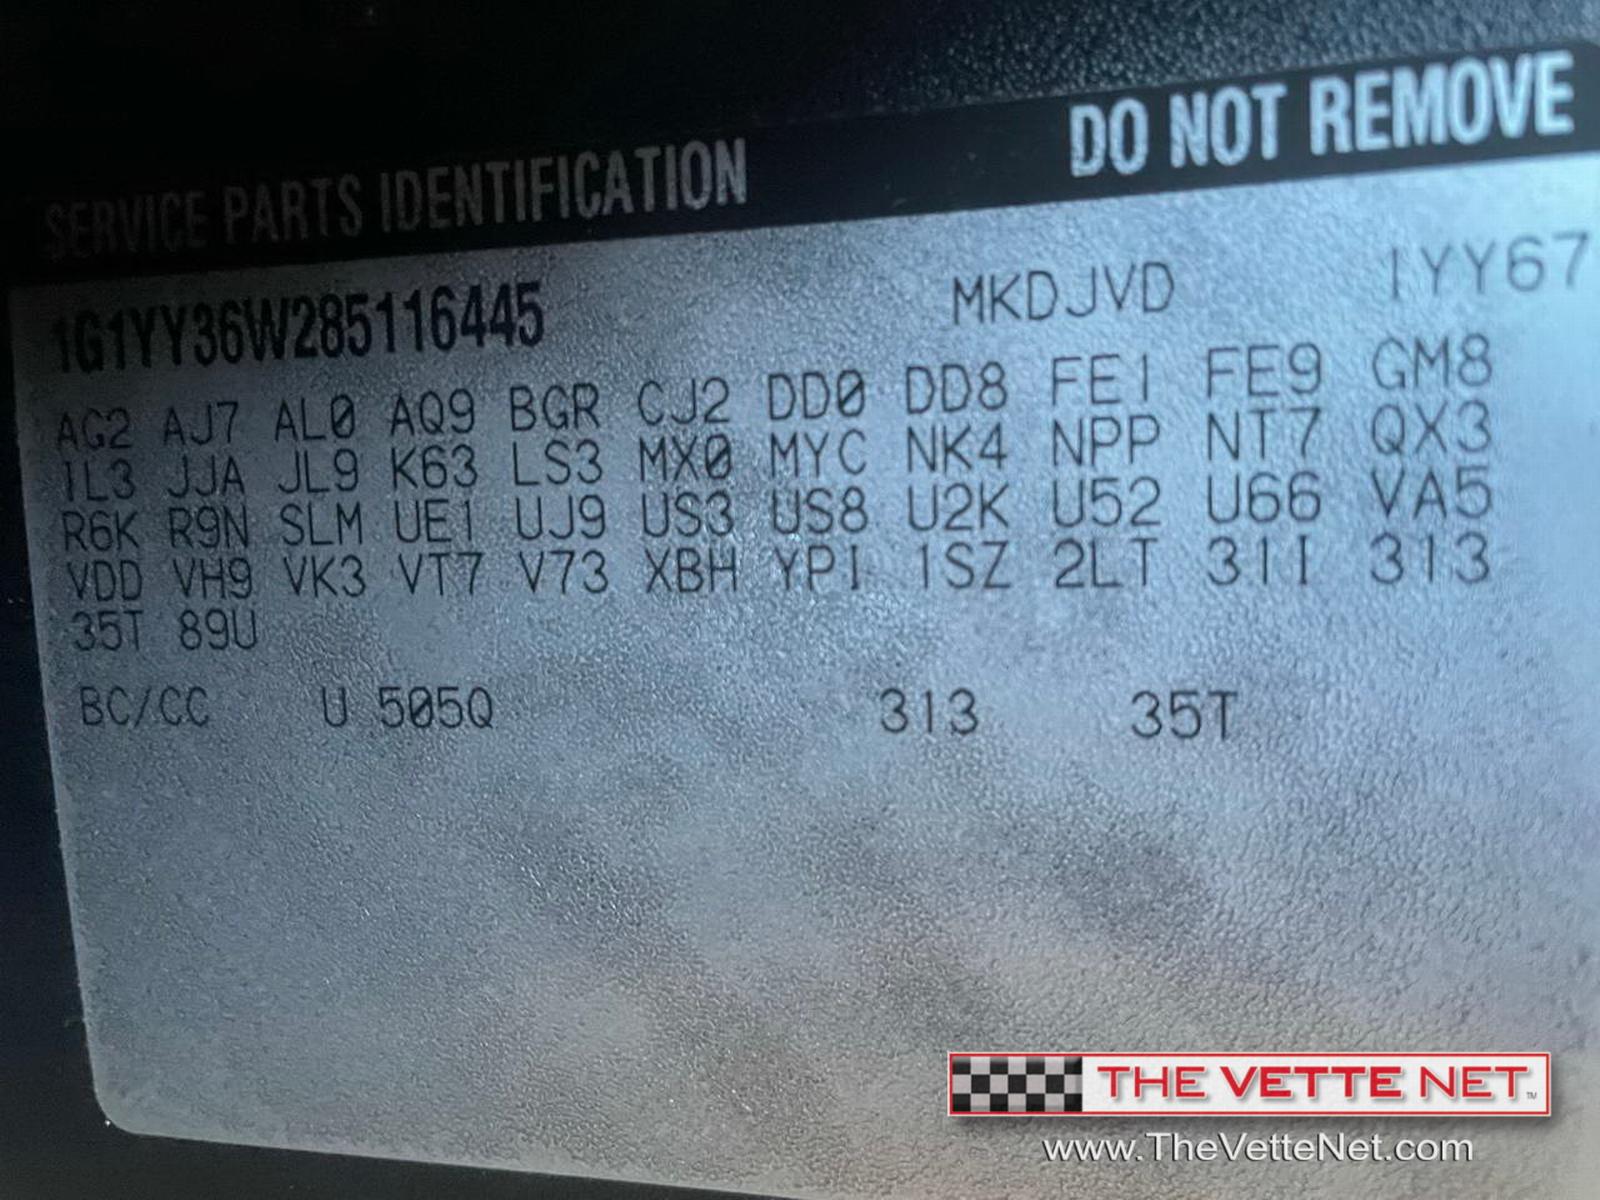 SERVICE PARTS IDENTIFICATION DO NOT REMOVE
1G1YY36W285116445 MKDJVD 1YY67
AG2 AJ7 AL0 AQ9 BGR CJ2 DD0 DD8 FE1 FE9 GM8
IL3 JJA JL9 K63 LS3 MX0 MYC NK4 NPP NT7 QX3
R6K R9N SLM UE1 UJ9 US3 US8 U2K U52 U66 VA5
VDD VH9 VK3 VT7 V73 XBH YP1 1SZ 2LT 31I 313
35T 89U
BC/CC U 505Q 313 35T
THE VETTE NET TM
www.TheVetteNet.com